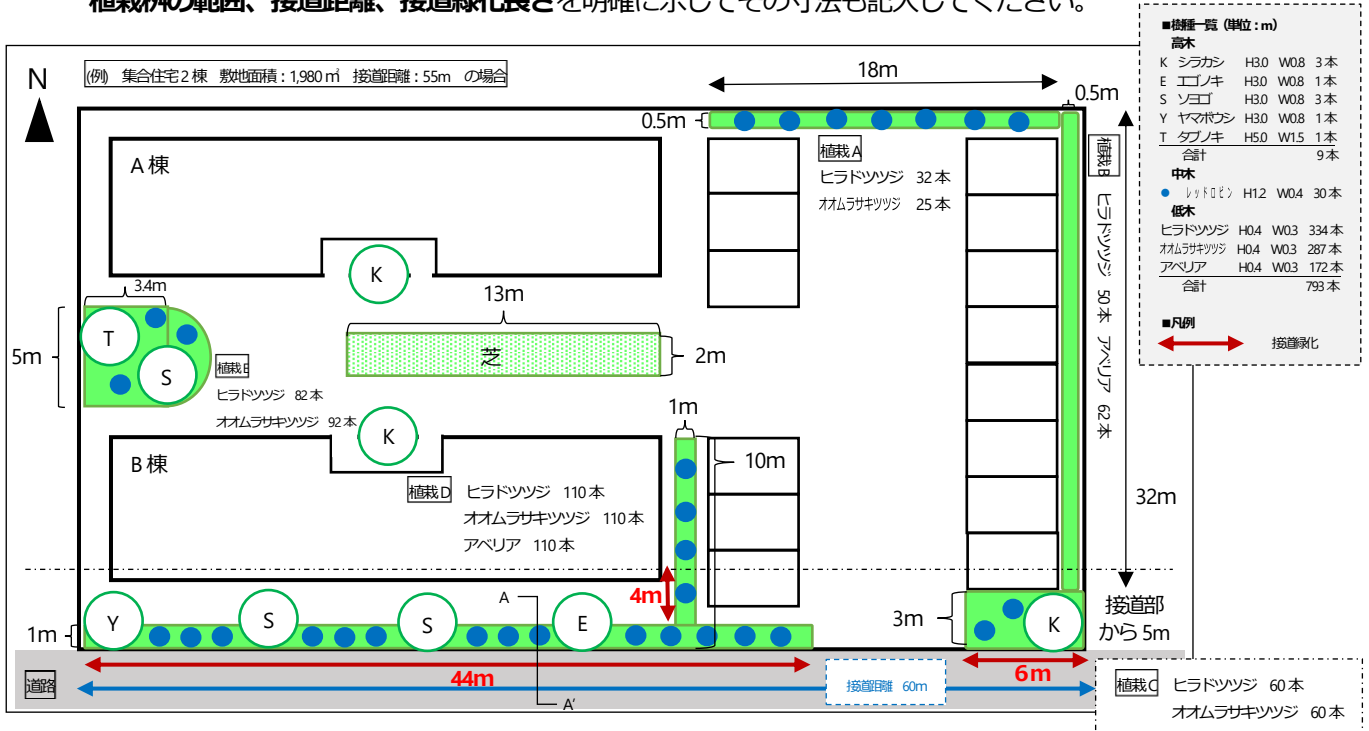 植栽桝の範囲、接道距離、接道緑化長さを明確に示してその寸法も記入してください。
■樹種一覧（単位：m）
高木
K シラカシ H3.0 W0.8 3本
E エゴノキ H3.0 W0.8 1本
S ソヨゴ H3.0 W0.8 3本
Y ヤマボウシ H3.0 W0.8 1本
T タブノキ H5.0 W1.5 1本
合計 9本
中木
● レッドロビン H1.2 W0.4 30本
低木
ヒラドツツジ H0.4 W0.3 334本
オオムラサキツツジ H0.4 W0.3 287本
アベリア H0.4 W0.3 172本
合計 793本
■凡例
接道緑化
N
(例) 集合住宅2棟 敷地面積：1,980㎡ 接道距離：55m の場合
18m
0.5m
0.5m
A棟
植栽A
ヒラドツツジ 32本
オオムラサキツツジ 25本
植栽B ヒラドツツジ 50本 アベリア 62本
K
3.4m
13m
T
5m
芝
2m
S
植栽E
ヒラドツツジ 82本
オオムラサキツツジ 92本
K
1m
B棟
10m
植栽D ヒラドツツジ 110本
オオムラサキツツジ 110本
アベリア 110本
32m
4m
A
接道部
から5m
1m
Y
S
S
E
3m
K
44m
6m
道路
接道距離 60m
A'
植栽C ヒラドツツジ 60本
オオムラサキツツジ 60本